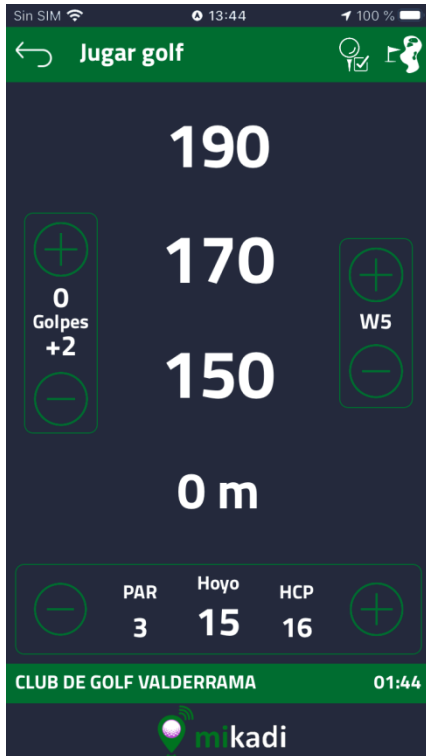 Sin SIM 13:44 100 %
Jugar golf
190
170
150
0
Golpes
+2
W5
0 m
PAR Hoyo HCP
3 15 16
CLUB DE GOLF VALDERRAMA 01:44
mikadi